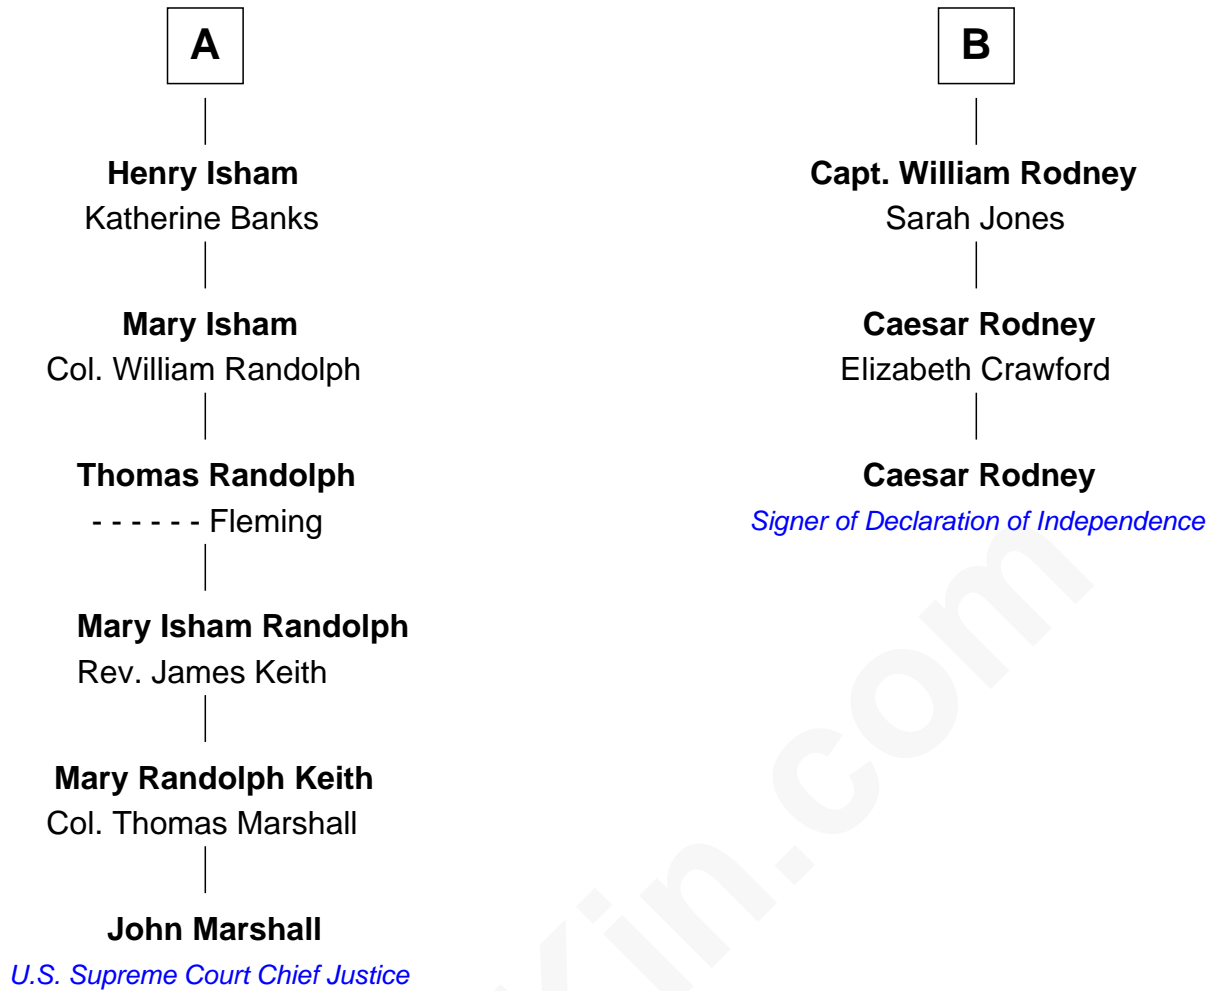 A
Henry Isham
Katherine Banks
Mary Isham
Col. William Randolph
Thomas Randolph
- - - - - - Fleming
Mary Isham Randolph
Rev. James Keith
Mary Randolph Keith
Col. Thomas Marshall
John Marshall
U.S. Supreme Court Chief Justice
B
Capt. William Rodney
Sarah Jones
Caesar Rodney
Elizabeth Crawford
Caesar Rodney
Signer of Declaration of Independence
Kin.com